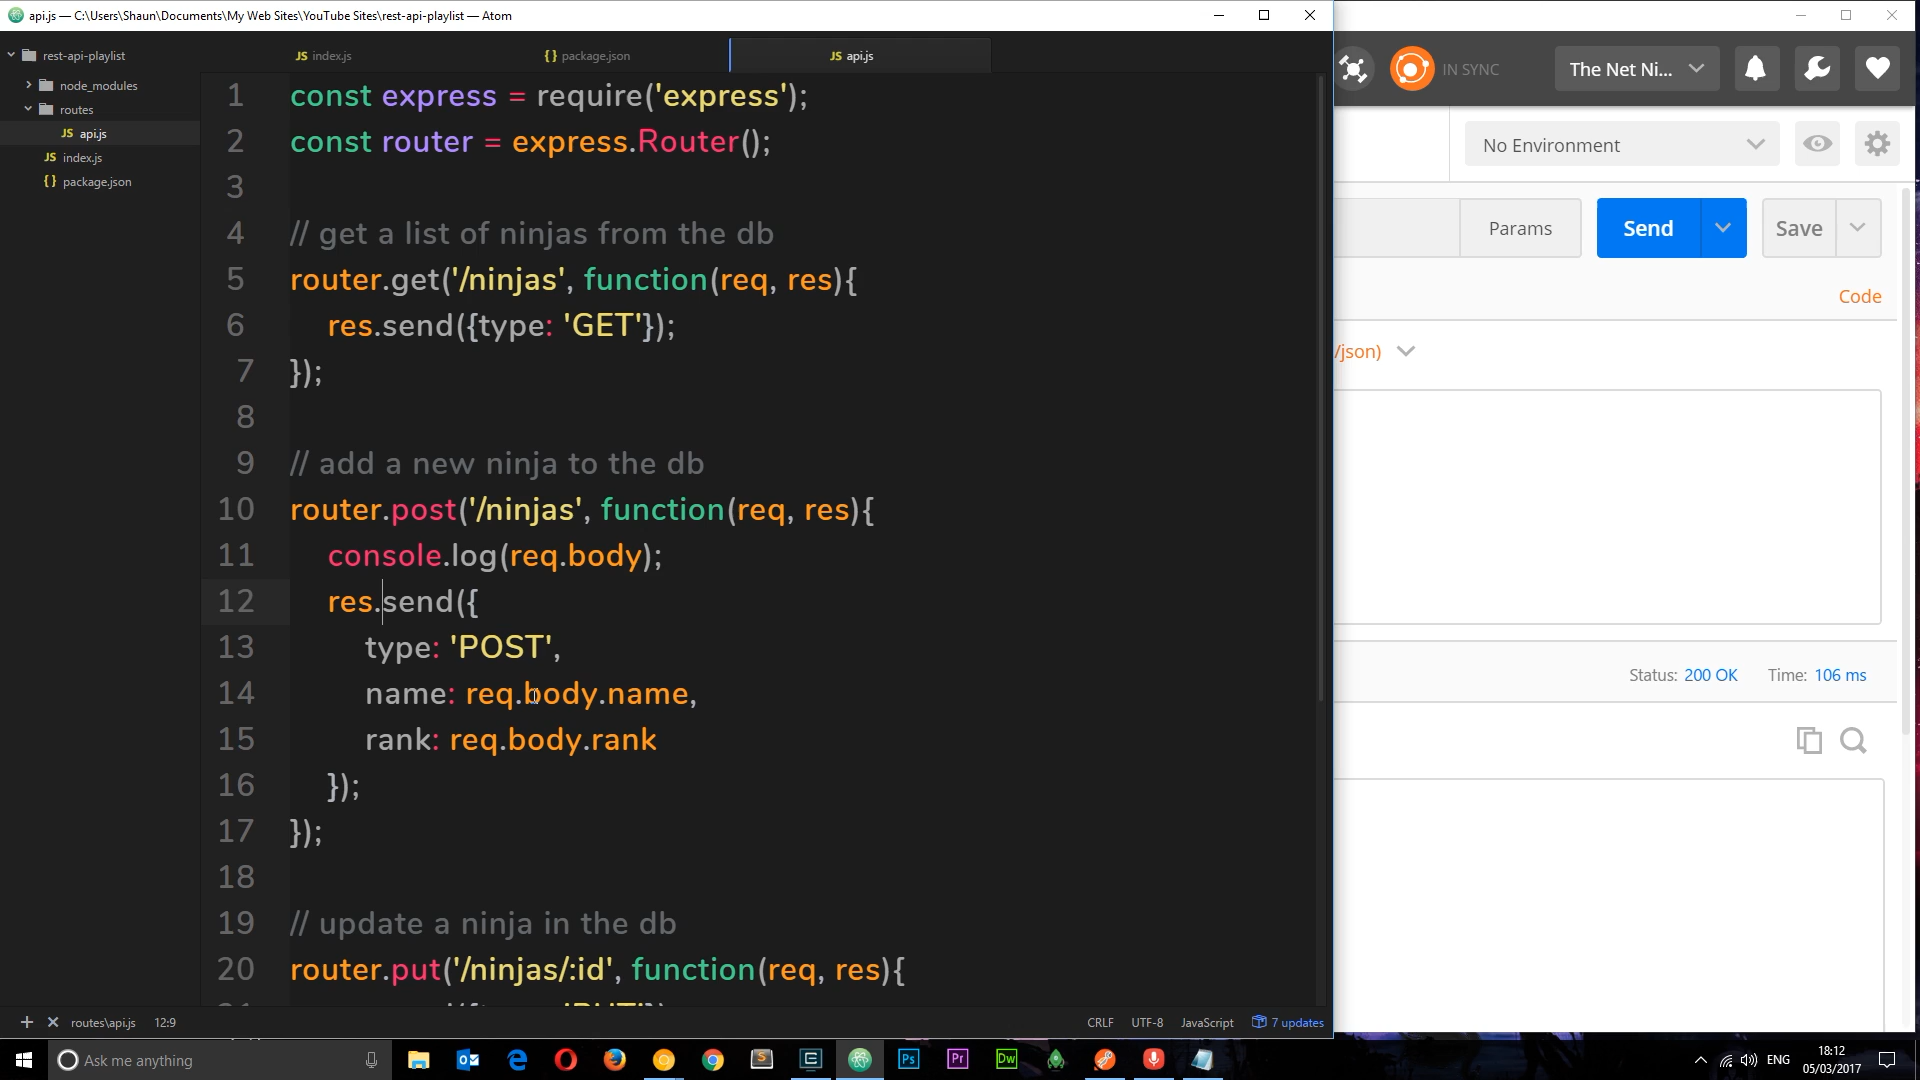 api.js — C:\Users\Shaun\Documents\My Web Sites\YouTube Sites\rest-api-playlist — Atom
rest-api-playlist
node_modules
routes
JS api.js
JS index.js
{} package.json
JS index.js
{} package.json
JS api.js
1 const express = require('express');
2 const router = express.Router();
3
4 // get a list of ninjas from the db
5 router.get('/ninjas', function(req, res){
6 res.send({type: 'GET'});
7 });
8
9 // add a new ninja to the db
10 router.post('/ninjas', function(req, res){
11 console.log(req.body);
12 res.send({
13 type: 'POST',
14 name: req.body.name,
15 rank: req.body.rank
16 });
17 });
18
19 // update a ninja in the db
20 router.put('/ninjas/:id', function(req, res){
routes\api.js 12:9
CRLF UTF-8 JavaScript 7 updates
IN SYNC
The Net Ni...
No Environment
Params
Send
Save
Code
/json)
Status: 200 OK Time: 106 ms
Ask me anything
Ps
Pr
Dw
ENG
18:12
05/03/2017